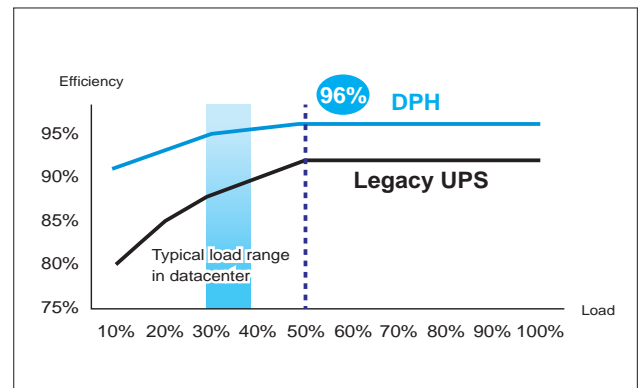 Efficiency
96%
DPH
95%
90%
Legacy UPS
85%
Typical load range
in datacenter
80%
75%
Load
10% 20% 30% 40% 50% 60% 70% 80% 90% 100%